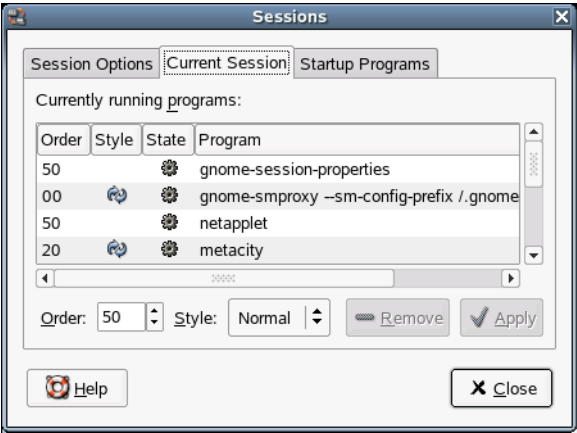 Sessions
Session Options Current Session Startup Programs
Currently running programs:
Order Style State Program
50 gnome-session-properties
00 gnome-smproxy --sm-config-prefix /.gnome
50 netapplet
20 metacity
Order: 50 Style: Normal Remove Apply
Help Close